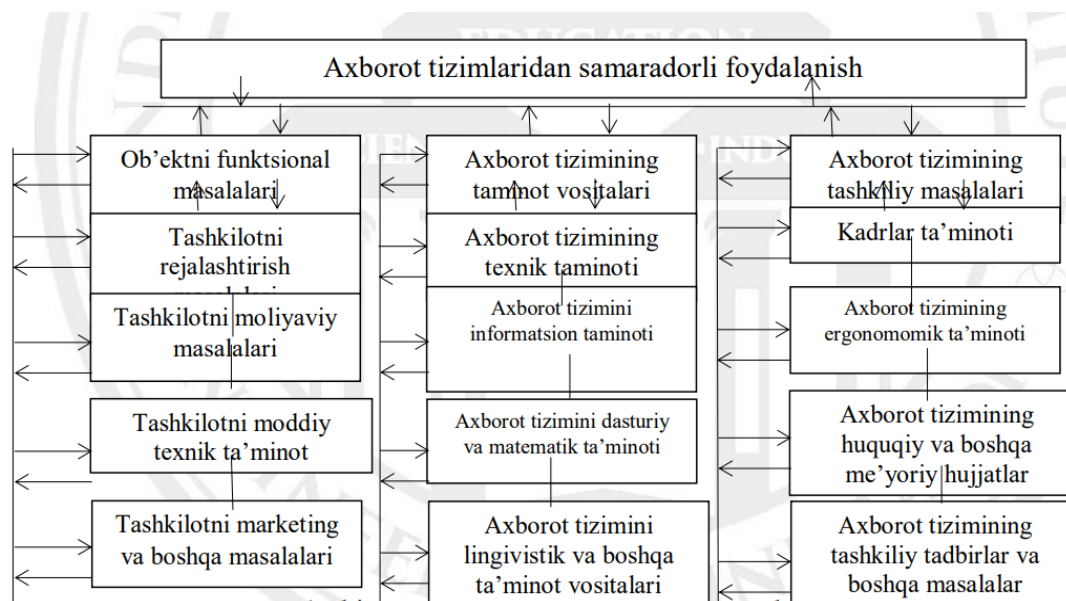 Axborot tizimlaridan samaradorli foydalanish
Ob’ektni funktsional
masalalari
Tashkilotni
rejalashtirish
Tashkilotni moliyaviy
masalalari
Tashkilotni moddiy
texnik ta’minot
Tashkilotni marketing
va boshqa masalalari
Axborot tizimining
taminot vositalari
Axborot tizimining
texnik taminoti
Axborot tizimini
informatsion taminoti
Axborot tizimini dasturiy
va matematik ta’minoti
Axborot tizimini
lingivistik va boshqa
ta’minot vositalari
Axborot tizimining
tashkiliy masalalari
Kadrlar ta’minoti
Axborot tizimining
ergonomomik ta’minoti
Axborot tizimining
huquqiy va boshqa
me’yoriy hujjatlar
Axborot tizimining
tashkiliy tadbirlar va
boshqa masalalar